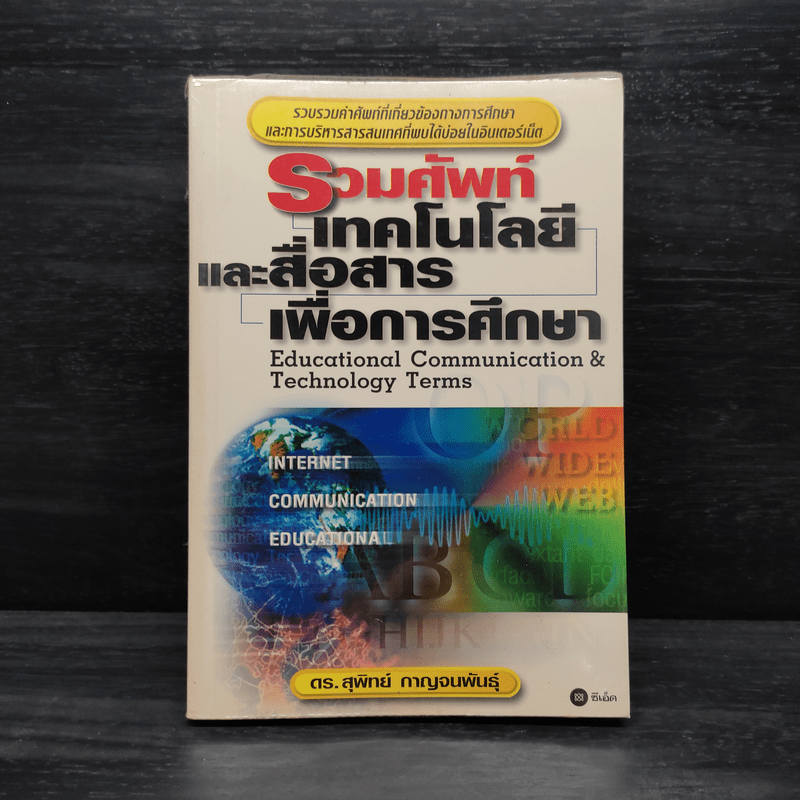 รวบรวมคำศัพท์ที่เกี่ยวข้องทางการศึกษา
และการบริหารสารสนเทศที่พบได้บ่อยในอินเตอร์เน็ต
รวมศัพท์
เทคโนโลยี
และสื่อสาร
เพื่อการศึกษา
Educational Communication &
Technology Terms
WORLD
INTERNET
WIDE
COMMUNICATION
WEB
EDUCATIONAL
ABC
HIJK
ดร. สุพิทย์ กาญจนพันธุ์
ซีเอ็ด